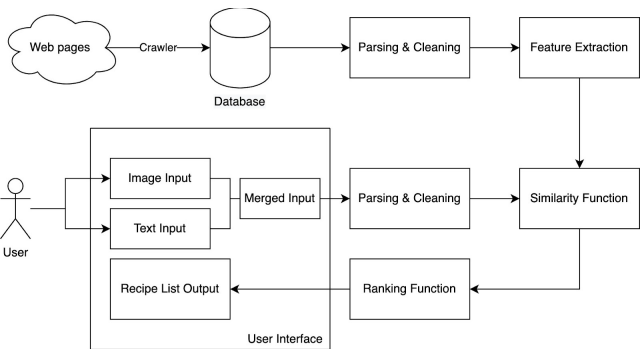 Web pages
Crawler
Database
Parsing & Cleaning
Feature Extraction
User
Image Input
Text Input
Merged Input
Parsing & Cleaning
Similarity Function
Recipe List Output
Ranking Function
User Interface